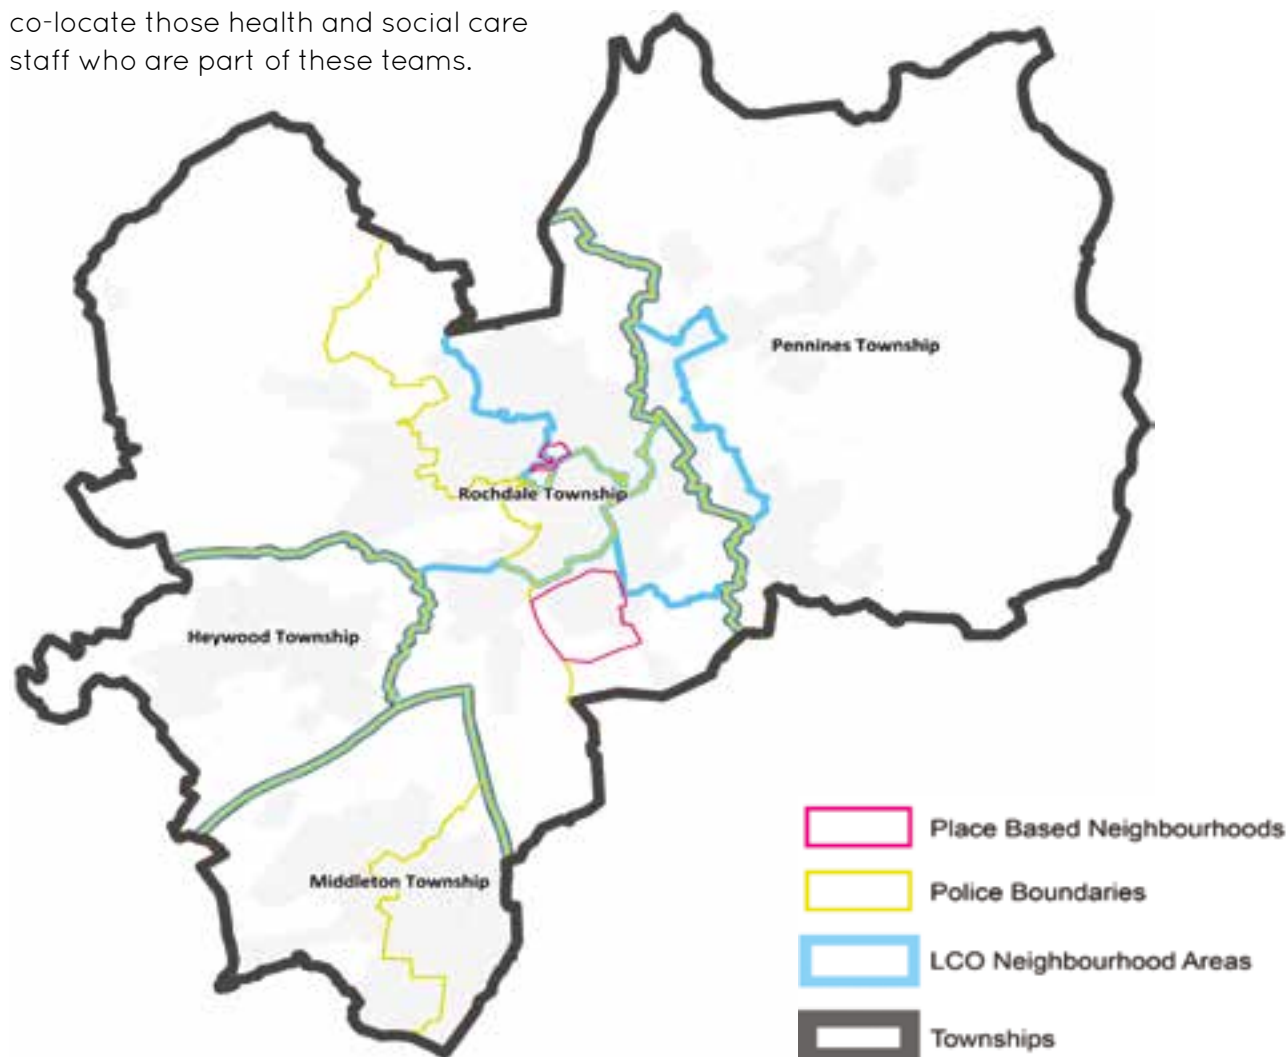 co-locate those health and social care
staff who are part of these teams.
Pennines Township
Rochdale Township
Heywood Township
Middleton Township
Place Based Neighbourhoods
Police Boundaries
LCO Neighbourhood Areas
Townships